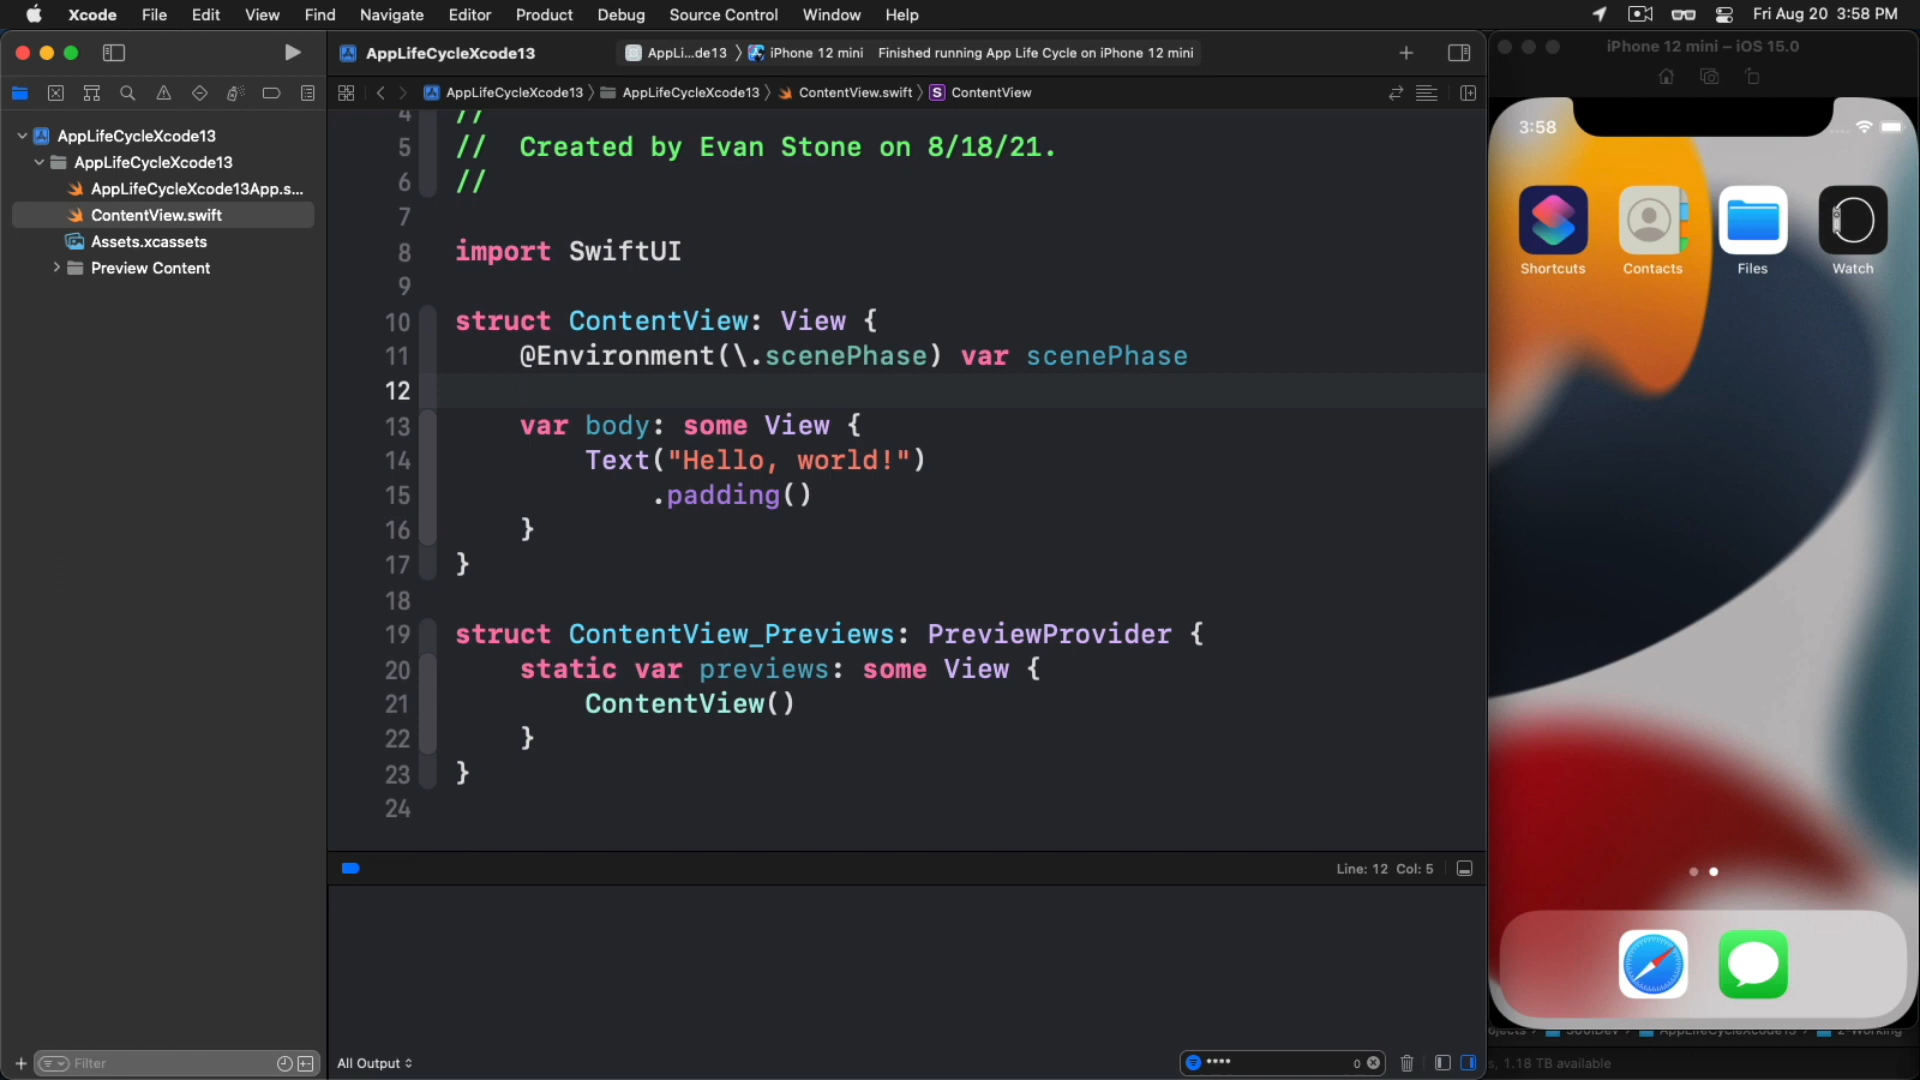 Xcode File Edit View Find Navigate Editor Product Debug Source Control Window Help Fri Aug 20 3:58 PM
AppLifeCycleXcode13 AppLi...de13 iPhone 12 mini Finished running App Life Cycle on iPhone 12 mini
AppLifeCycleXcode13 AppLifeCycleXcode13 ContentView.swift S ContentView
AppLifeCycleXcode13
AppLifeCycleXcode13
AppLifeCycleXcode13App.s...
ContentView.swift
Assets.xcassets
Preview Content
Filter
4 //
5 //  Created by Evan Stone on 8/18/21.
6 //
7
8 import SwiftUI
9
10 struct ContentView: View {
11 @Environment(\.scenePhase) var scenePhase
12
13 var body: some View {
14 Text("Hello, world!")
15 .padding()
16 }
17 }
18
19 struct ContentView_Previews: PreviewProvider {
20 static var previews: some View {
21 ContentView()
22 }
23 }
24
Line: 12 Col: 5
All Output
**** 0
iPhone 12 mini – iOS 15.0
3:58
Shortcuts Contacts Files Watch
AppLifeCycleXcode13 2-Working
s, 1.18 TB available